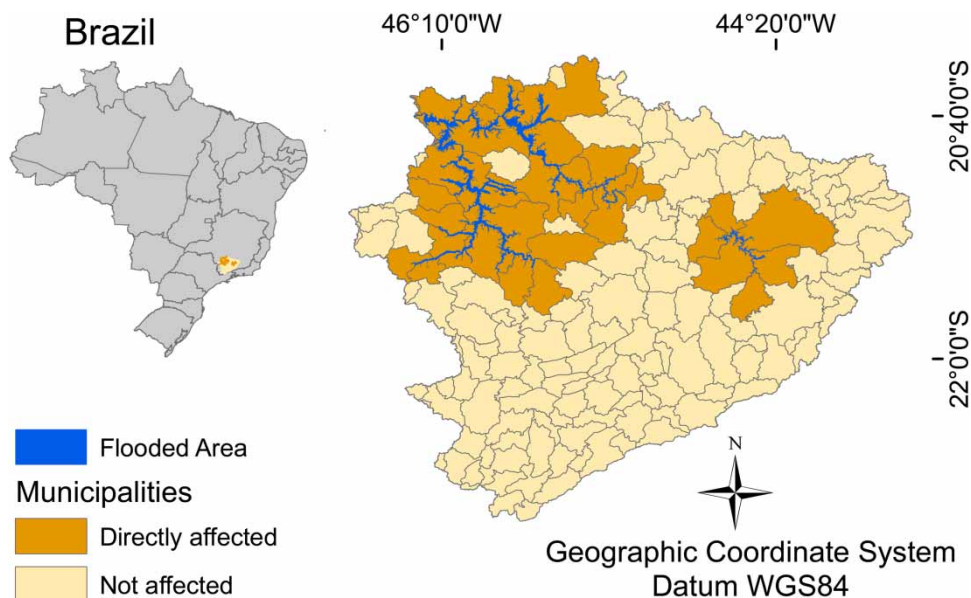 Brazil
46°10'0"W
44°20'0"W
20°40'0"S
22°0'0"S
Flooded Area
Municipalities
Directly affected
Not affected
N
Geographic Coordinate System
Datum WGS84